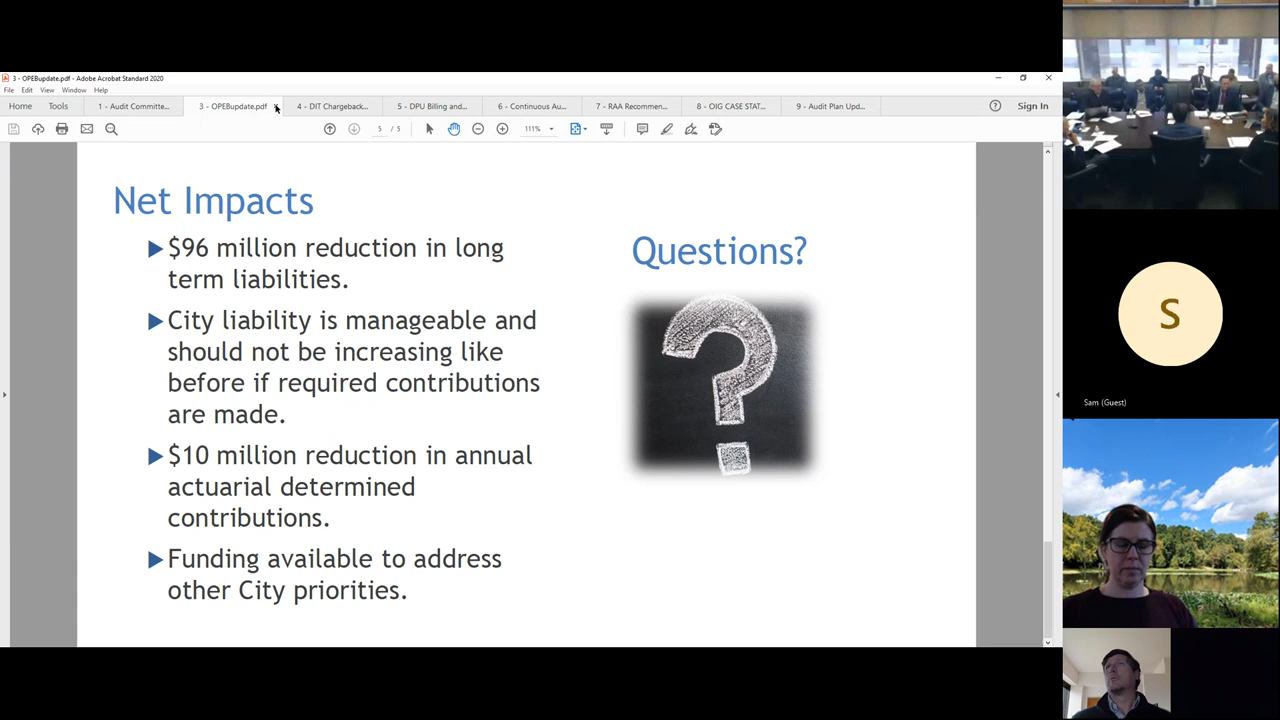 3 - OPEBupdate.pdf - Adobe Acrobat Standard 2020
File Edit View Window Help
Home Tools 1 - Audit Committe... 3 - OPEBupdate.pdf 4 - DIT Chargeback... 5 - DPU Billing and... 6 - Continuous Au... 7 - RAA Recommen... 8 - OIG CASE STAT... 9 - Audit Plan Upd... Sign In
5 / 5 111%
Net Impacts
$96 million reduction in long
term liabilities.
City liability is manageable and
should not be increasing like
before if required contributions
are made.
$10 million reduction in annual
actuarial determined
contributions.
Funding available to address
other City priorities.
Questions?
?
S
Sam (Guest)